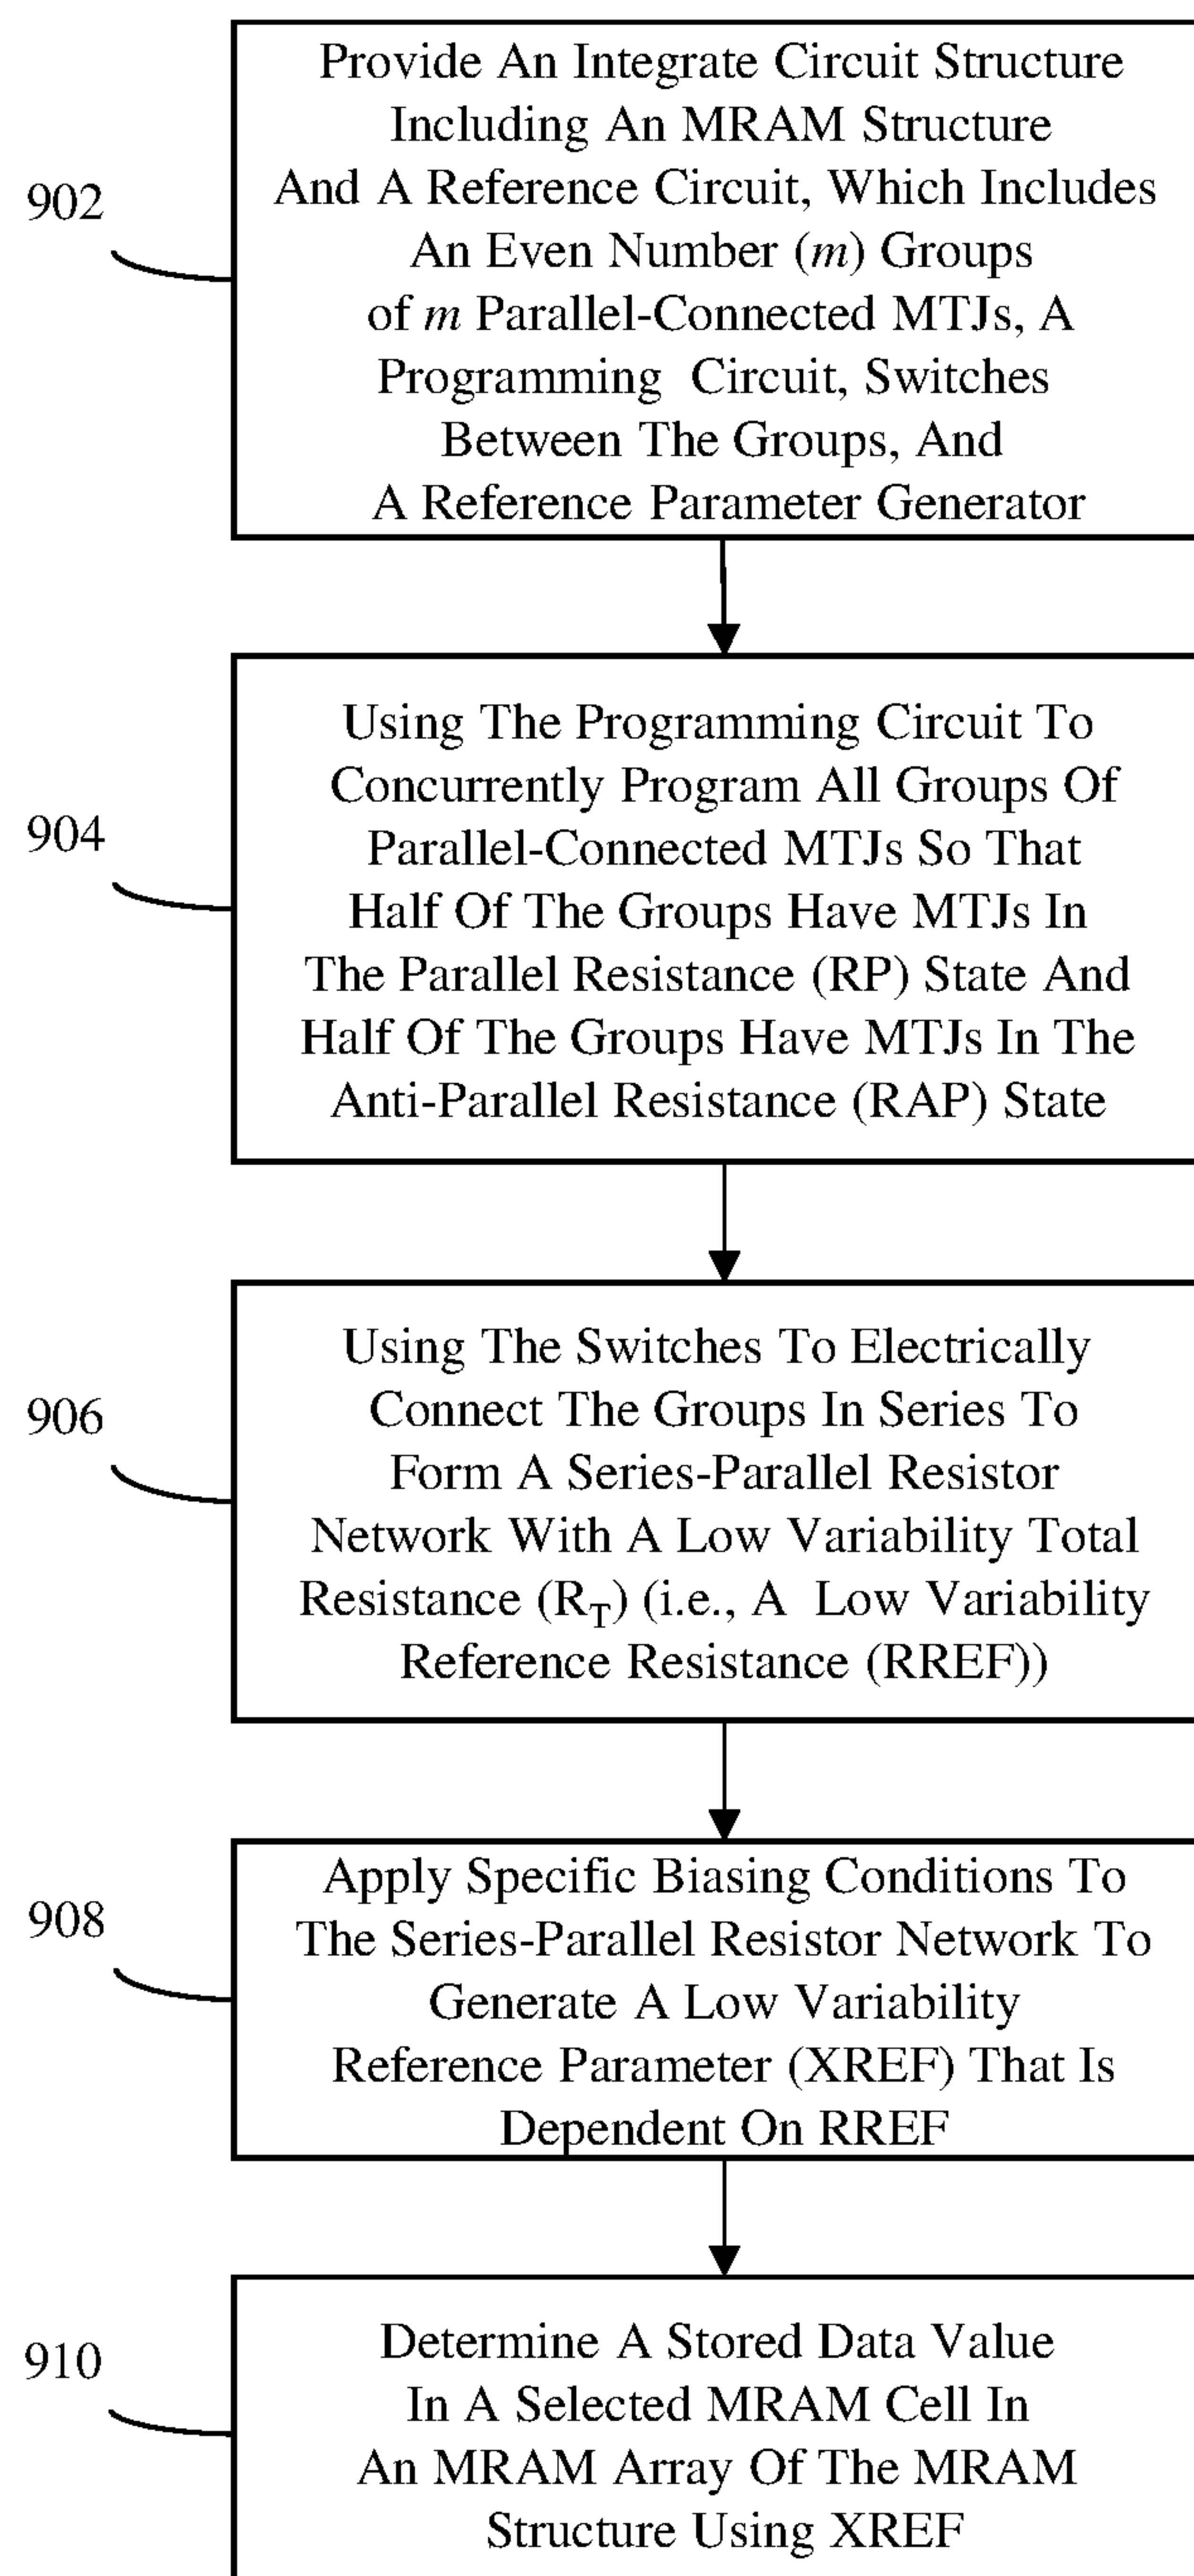 Provide An Integrate Circuit Structure
Including An MRAM Structure
And A Reference Circuit, Which Includes
An Even Number (m) Groups
of m Parallel-Connected MTJs, A
Programming Circuit, Switches
Between The Groups, And
A Reference Parameter Generator
902
Using The Programming Circuit To
Concurrently Program All Groups Of
Parallel-Connected MTJs So That
Half Of The Groups Have MTJs In
The Parallel Resistance (RP) State And
Half Of The Groups Have MTJs In The
Anti-Parallel Resistance (RAP) State
904
Using The Switches To Electrically
Connect The Groups In Series To
Form A Series-Parallel Resistor
Network With A Low Variability Total
Resistance (RT) (i.e., A Low Variability
Reference Resistance (RREF))
906
Apply Specific Biasing Conditions To
The Series-Parallel Resistor Network To
Generate A Low Variability
Reference Parameter (XREF) That Is
Dependent On RREF
908
Determine A Stored Data Value
In A Selected MRAM Cell In
An MRAM Array Of The MRAM
Structure Using XREF
910